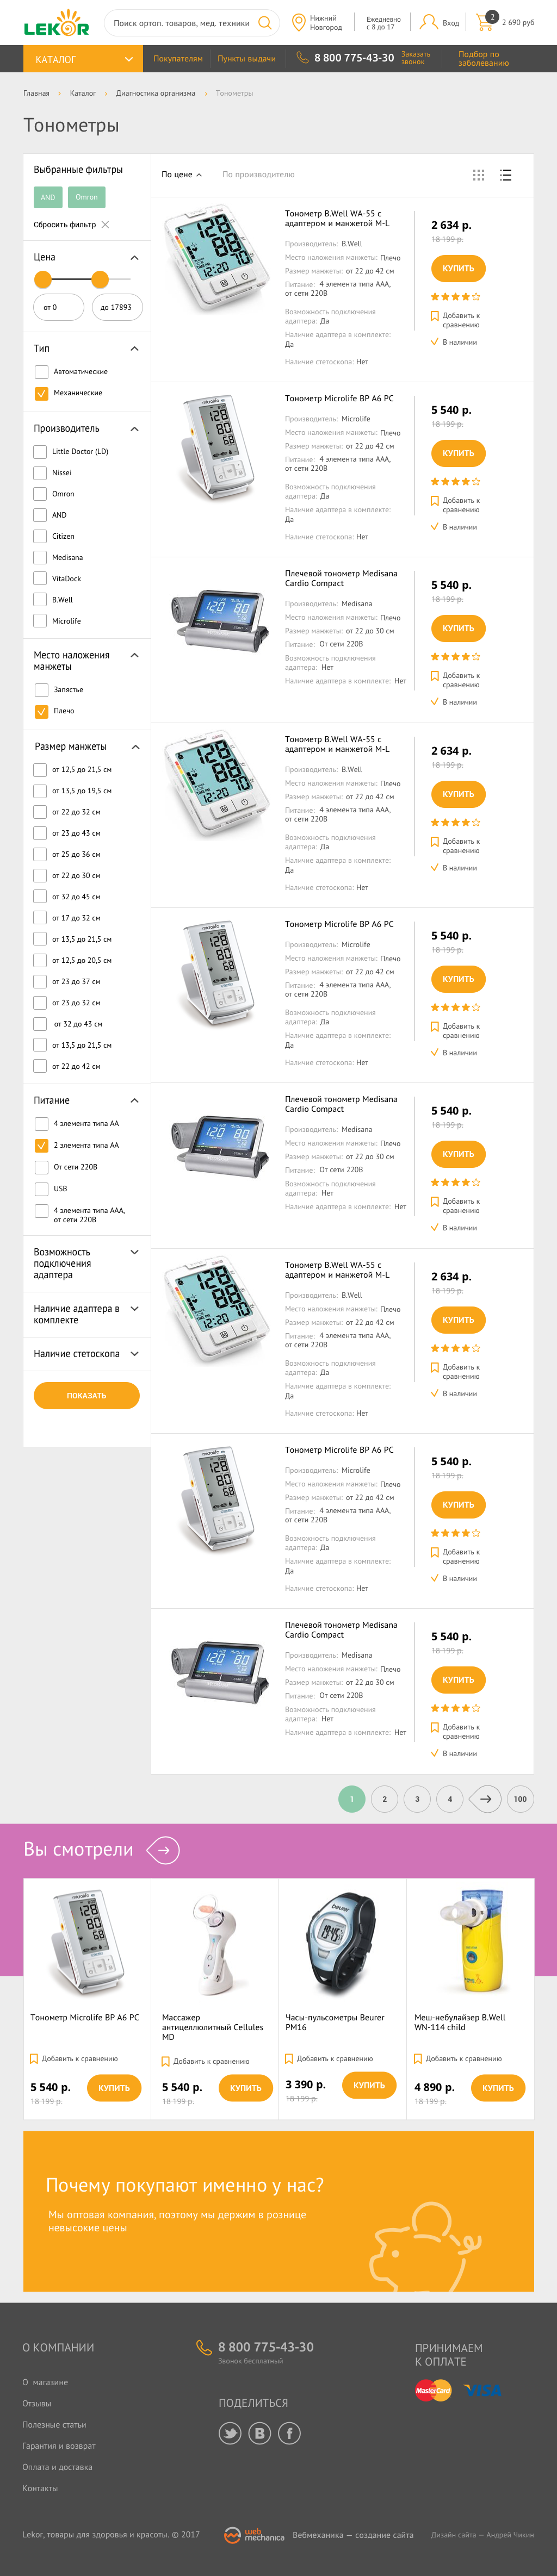 LEKOR
Поиск ортоп. товаров, мед. техники
Нижний
Новгород
Ежедневно
с 8 до 17
Вход
2
2 690 руб
КАТАЛОГ
Покупателям
Пункты выдачи
8 800 775-43-30
Заказать
звонок
Подбор по
заболеванию
Главная
Каталог
Диагностика организма
Тонометры
Тонометры
Выбранные фильтры
AND
Omron
Сбросить фильтр
Цена
от 0
до 17893
Тип
Автоматические
Механические
Производитель
Little Doctor (LD)
Nissei
Omron
AND
Citizen
Medisana
VitaDock
B.Well
Microlife
Место наложения
манжеты
Запястье
Плечо
Размер манжеты
от 12,5 до 21,5 см
от 13,5 до 19,5 см
от 22 до 32 см
от 23 до 43 см
от 25 до 36 см
от 22 до 30 см
от 32 до 45 см
от 17 до 32 см
от 13,5 до 21,5 см
от 12,5 до 20,5 см
от 23 до 37 см
от 23 до 32 см
от 32 до 43 см
от 13,5 до 21,5 см
от 22 до 42 см
Питание
4 элемента типа АА
2 элемента типа АА
От сети 220В
USB
4 элемента типа ААА,
от сети 220В
Возможность
подключения
адаптера
Наличие адаптера в
комплекте
Наличие стетоскопа
ПОКАЗАТЬ
По цене
По производителю
Тонометр B.Well WA-55 с
адаптером и манжетой M-L
Производитель: B.Well
Место наложения манжеты: Плечо
Размер манжеты: от 22 до 42 см
Питание: 4 элемента типа ААА,
от сети 220В
Возможность подключения
адаптера: Да
Наличие адаптера в комплекте:
Да
Наличие стетоскопа: Нет
2 634 р.
18 199 р.
КУПИТЬ
Добавить к
сравнению
В наличии
Тонометр Microlife BP A6 PC
Производитель: Microlife
Место наложения манжеты: Плечо
Размер манжеты: от 22 до 42 см
Питание: 4 элемента типа ААА,
от сети 220В
Возможность подключения
адаптера: Да
Наличие адаптера в комплекте:
Да
Наличие стетоскопа: Нет
5 540 р.
18 199 р.
КУПИТЬ
Добавить к
сравнению
В наличии
Плечевой тонометр Medisana
Cardio Compact
Производитель: Medisana
Место наложения манжеты: Плечо
Размер манжеты: от 22 до 30 см
Питание: От сети 220В
Возможность подключения
адаптера: Нет
Наличие адаптера в комплекте: Нет
5 540 р.
18 199 р.
КУПИТЬ
Добавить к
сравнению
В наличии
Тонометр B.Well WA-55 с
адаптером и манжетой M-L
Производитель: B.Well
Место наложения манжеты: Плечо
Размер манжеты: от 22 до 42 см
Питание: 4 элемента типа ААА,
от сети 220В
Возможность подключения
адаптера: Да
Наличие адаптера в комплекте:
Да
Наличие стетоскопа: Нет
2 634 р.
18 199 р.
КУПИТЬ
Добавить к
сравнению
В наличии
Тонометр Microlife BP A6 PC
Производитель: Microlife
Место наложения манжеты: Плечо
Размер манжеты: от 22 до 42 см
Питание: 4 элемента типа ААА,
от сети 220В
Возможность подключения
адаптера: Да
Наличие адаптера в комплекте:
Да
Наличие стетоскопа: Нет
5 540 р.
18 199 р.
КУПИТЬ
Добавить к
сравнению
В наличии
Плечевой тонометр Medisana
Cardio Compact
Производитель: Medisana
Место наложения манжеты: Плечо
Размер манжеты: от 22 до 30 см
Питание: От сети 220В
Возможность подключения
адаптера: Нет
Наличие адаптера в комплекте: Нет
5 540 р.
18 199 р.
КУПИТЬ
Добавить к
сравнению
В наличии
Тонометр B.Well WA-55 с
адаптером и манжетой M-L
Производитель: B.Well
Место наложения манжеты: Плечо
Размер манжеты: от 22 до 42 см
Питание: 4 элемента типа ААА,
от сети 220В
Возможность подключения
адаптера: Да
Наличие адаптера в комплекте:
Да
Наличие стетоскопа: Нет
2 634 р.
18 199 р.
КУПИТЬ
Добавить к
сравнению
В наличии
Тонометр Microlife BP A6 PC
Производитель: Microlife
Место наложения манжеты: Плечо
Размер манжеты: от 22 до 42 см
Питание: 4 элемента типа ААА,
от сети 220В
Возможность подключения
адаптера: Да
Наличие адаптера в комплекте:
Да
Наличие стетоскопа: Нет
5 540 р.
18 199 р.
КУПИТЬ
Добавить к
сравнению
В наличии
Плечевой тонометр Medisana
Cardio Compact
Производитель: Medisana
Место наложения манжеты: Плечо
Размер манжеты: от 22 до 30 см
Питание: От сети 220В
Возможность подключения
адаптера: Нет
Наличие адаптера в комплекте: Нет
5 540 р.
18 199 р.
КУПИТЬ
Добавить к
сравнению
В наличии
1 2 3 4 100
Вы смотрели
Тонометр Microlife BP A6 PC
Добавить к сравнению
5 540 р.
18 199 р.
КУПИТЬ
Массажер
антицеллюлитный Cellules
MD
Добавить к сравнению
5 540 р.
18 199 р.
КУПИТЬ
Часы-пульсометры Beurer
PM16
Добавить к сравнению
3 390 р.
18 199 р.
КУПИТЬ
Меш-небулайзер B.Well
WN-114 child
Добавить к сравнению
4 890 р.
18 199 р.
КУПИТЬ
Почему покупают именно у нас?
Мы оптовая компания, поэтому мы держим в рознице
невысокие цены
О КОМПАНИИ
О магазине
Отзывы
Полезные статьи
Гарантия и возврат
Оплата и доставка
Контакты
8 800 775-43-30
Звонок бесплатный
ПОДЕЛИТЬСЯ
ПРИНИМАЕМ
К ОПЛАТЕ
MasterCard
VISA
Lekor, товары для здоровья и красоты. © 2017
web
mechanica
Вебмеханика — создание сайта
Дизайн сайта — Андрей Чикин